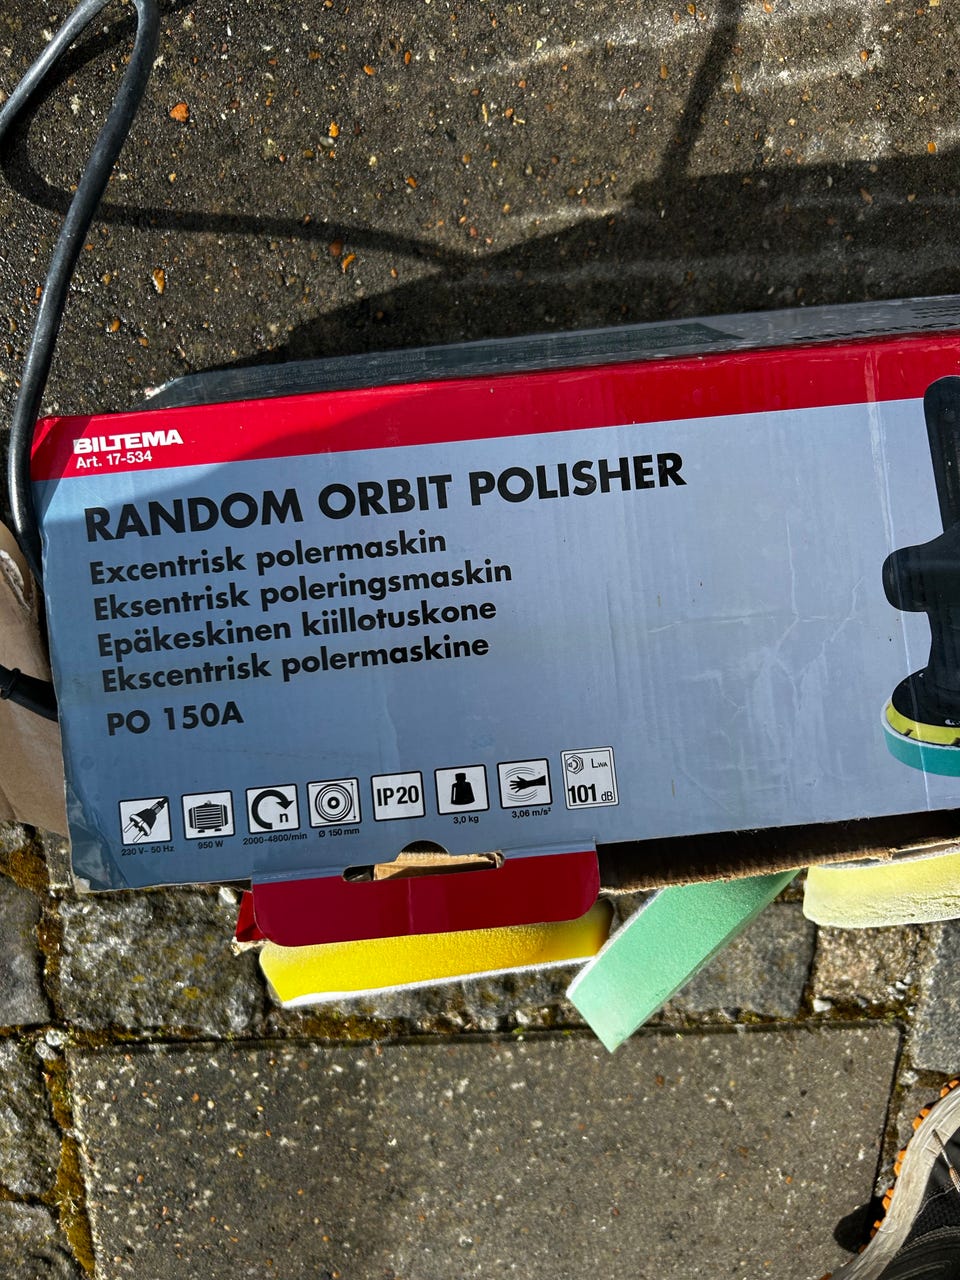 BILTEMA
Art. 17-534
RANDOM ORBIT POLISHER
Excentrisk polermaskin
Eksentrisk poleringsmaskin
Epäkeskinen kiillotuskone
Ekscentrisk polermaskine
PO 150A
230 V~ 50 Hz
950 W
n
2000-4800/min
Ø 150 mm
IP20
3,0 kg
3,06 m/s²
LWA
101 dB